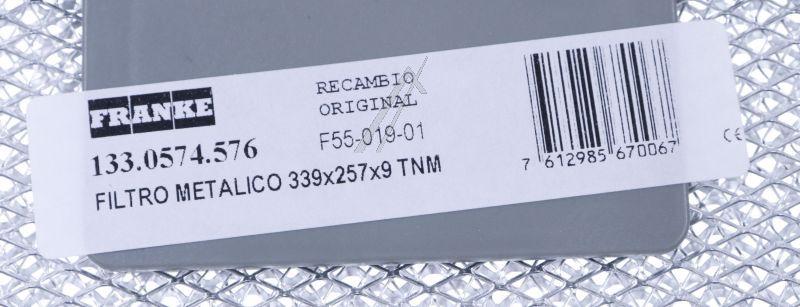 FRANKE
133.0574.576
FILTRO METALICO 339x257x9 TNM
RECAMBIO
ORIGINAL
F55-019-01
7 612985 670067
CE